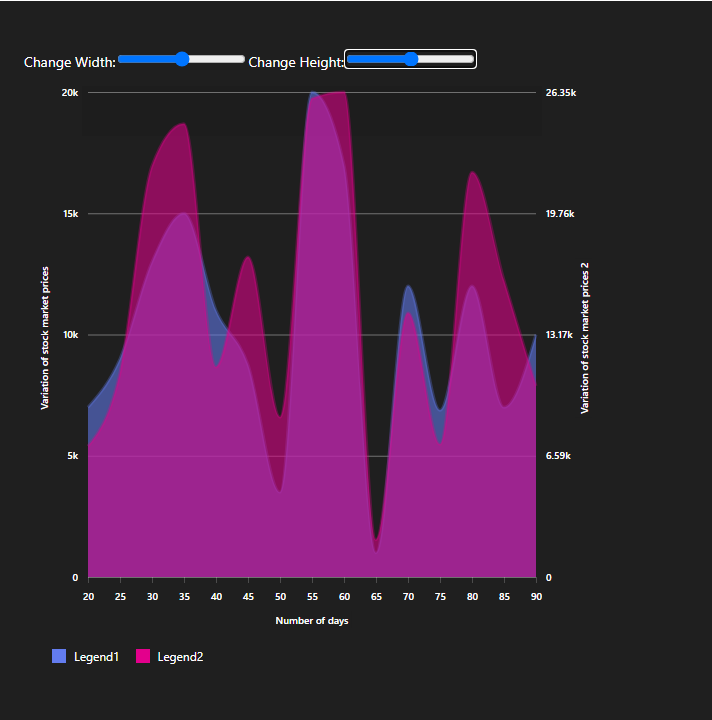 Change Width: Change Height:
20k 26.35k
15k 19.76k
Variation of stock market prices
Variation of stock market prices 2
10k 13.17k
5k 6.59k
0 0
20 25 30 35 40 45 50 55 60 65 70 75 80 85 90
Number of days
Legend1 Legend2